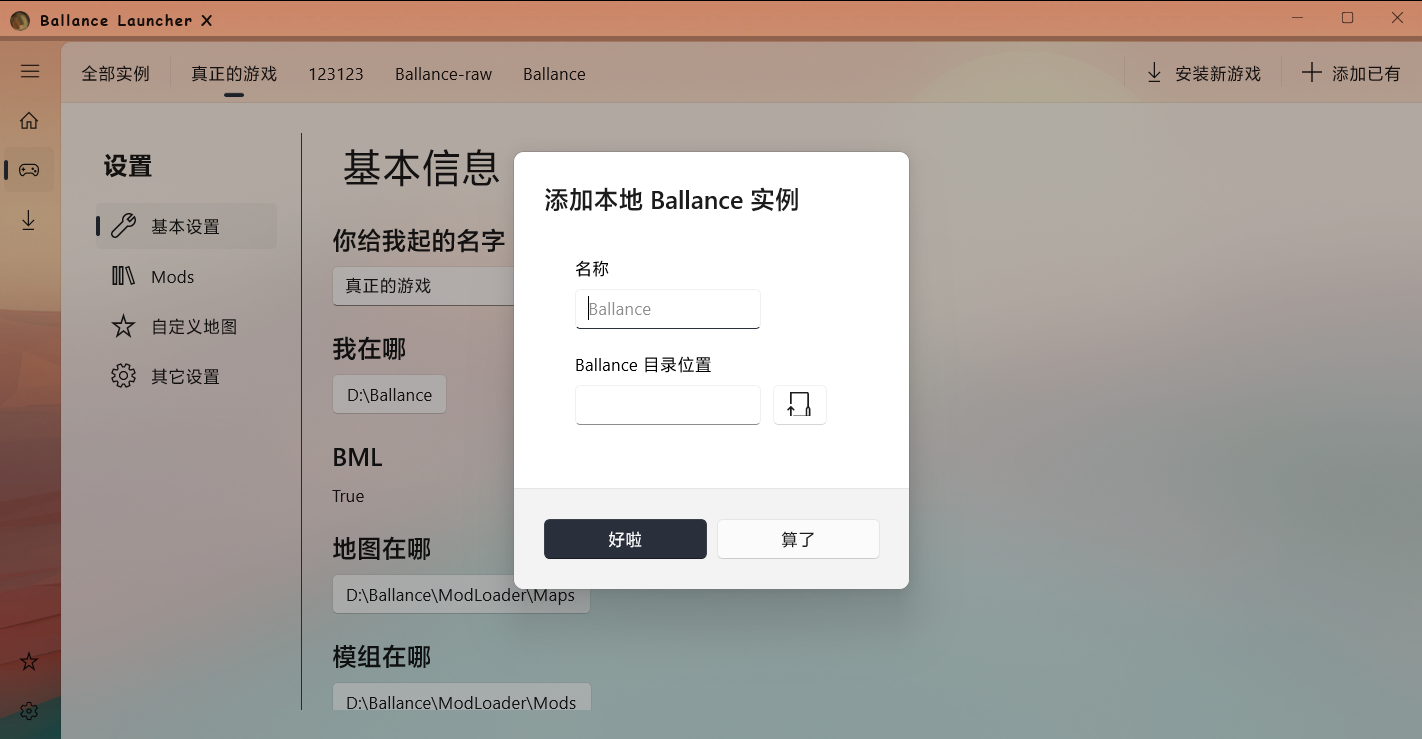 Ballance Launcher X
全部实例 真正的游戏 123123 Ballance-raw Ballance 安装新游戏 添加已有
设置
基本设置
Mods
自定义地图
其它设置
基本信息
你给我起的名字
真正的游戏
我在哪
D:\Ballance
BML
True
地图在哪
D:\Ballance\ModLoader\Maps
模组在哪
D:\Ballance\ModLoader\Mods
添加本地 Ballance 实例
名称
Ballance
Ballance 目录位置
好啦 算了